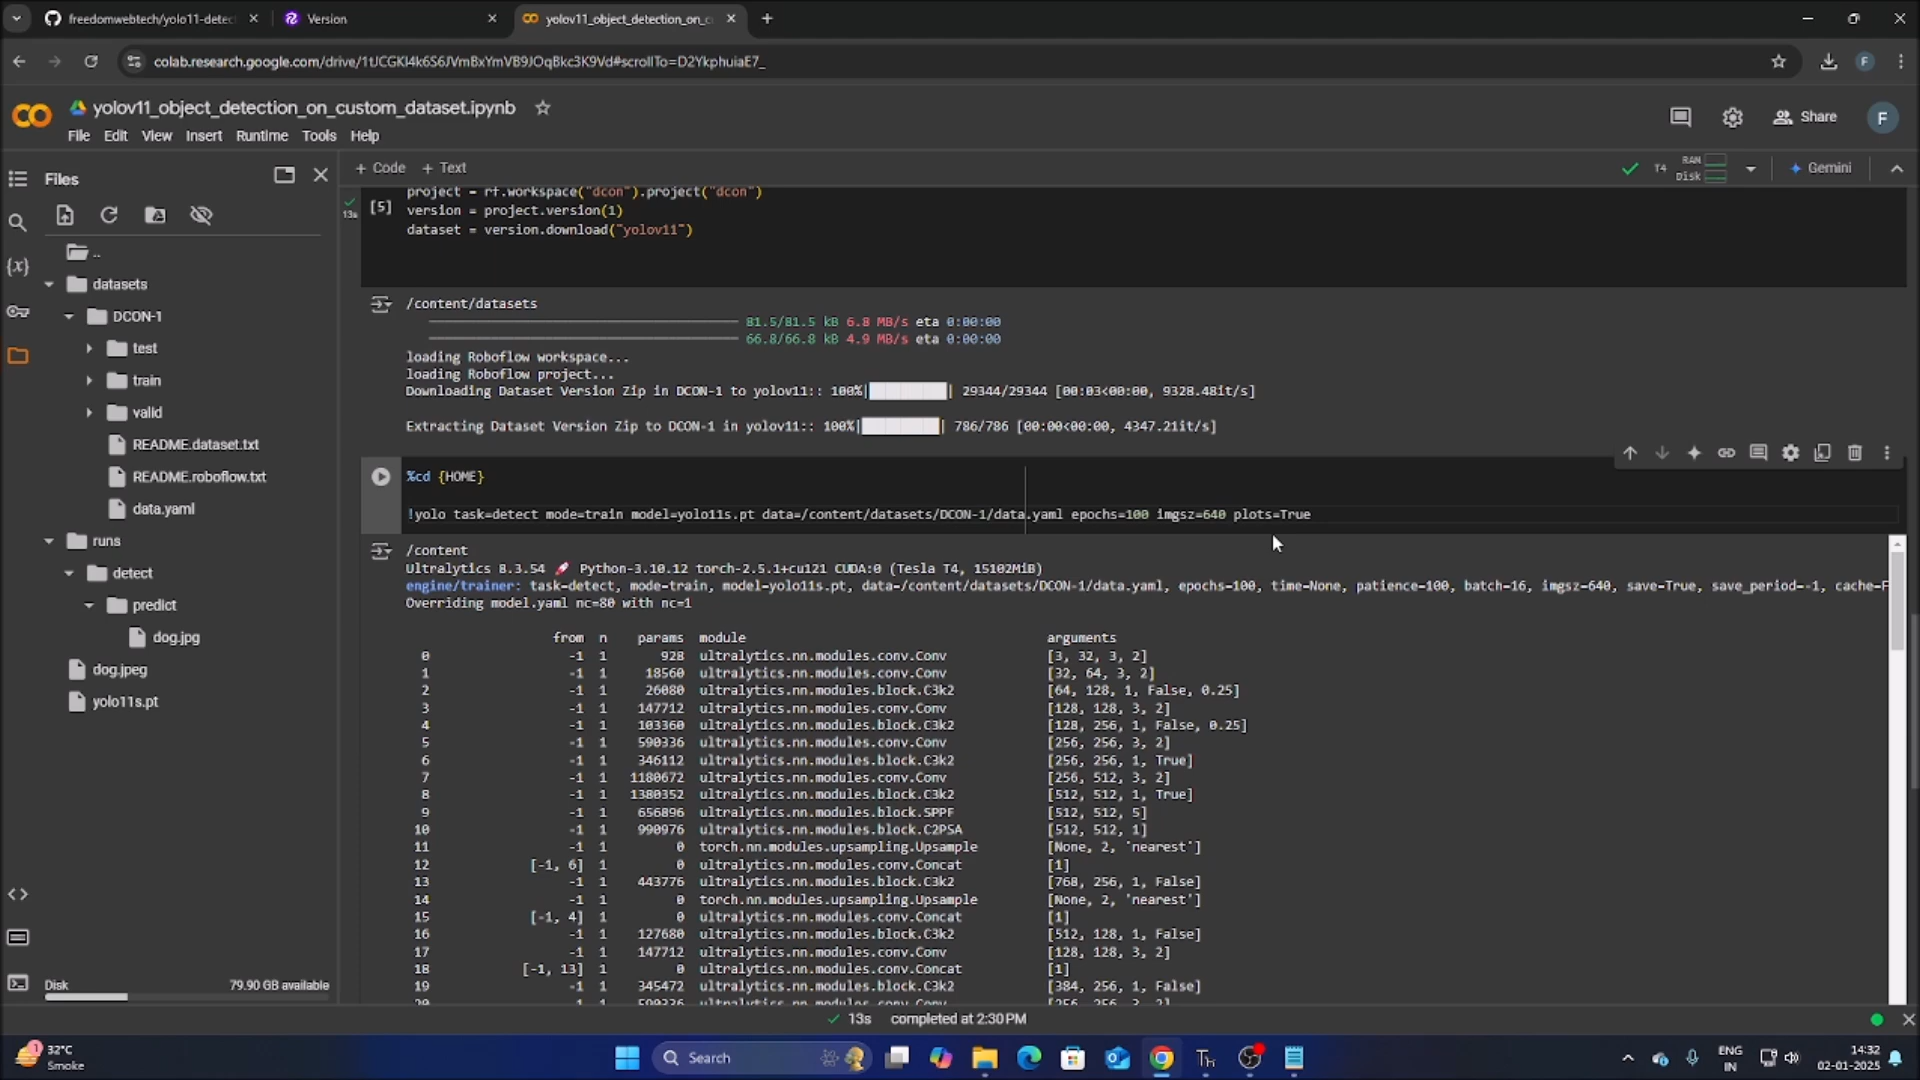 freedomwebtech/yolo11-detec
Version
yolov11_object_detection_on_c
colab.research.google.com/drive/1tJCGKl4k6S6JVmBxYmVB9JOqBkc3K9Vd#scrollTo=D2YkphuiaE7_
yolov11_object_detection_on_custom_dataset.ipynb
File Edit View Insert Runtime Tools Help
Share
F
Files
+ Code + Text
T4 RAM Disk
Gemini
..
datasets
DCON-1
test
train
valid
README.dataset.txt
README.roboflow.txt
data.yaml
runs
detect
predict
dog.jpg
dog.jpeg
yolo11s.pt
Disk 79.90 GB available
13s
[5]
project = rf.workspace("dcon").project("dcon")
version = project.version(1)
dataset = version.download("yolov11")
/content/datasets
81.5/81.5 kB 6.8 MB/s eta 0:00:00
66.8/66.8 kB 4.9 MB/s eta 0:00:00
loading Roboflow workspace...
loading Roboflow project...
Downloading Dataset Version Zip in DCON-1 to yolov11:: 100%| | 29344/29344 [00:03<00:00, 9328.48it/s]
Extracting Dataset Version Zip to DCON-1 in yolov11:: 100%| | 786/786 [00:00<00:00, 4347.21it/s]
%cd {HOME}
!yolo task=detect mode=train model=yolo11s.pt data=/content/datasets/DCON-1/data.yaml epochs=100 imgsz=640 plots=True
/content
Ultralytics 8.3.54 🚀 Python-3.10.12 torch-2.5.1+cu121 CUDA:0 (Tesla T4, 15102MiB)
engine/trainer: task=detect, mode=train, model=yolo11s.pt, data=/content/datasets/DCON-1/data.yaml, epochs=100, time=None, patience=100, batch=16, imgsz=640, save=True, save_period=-1, cache=F
Overriding model.yaml nc=80 with nc=1
from n params module arguments
0 -1 1 928 ultralytics.nn.modules.conv.Conv [3, 32, 3, 2]
1 -1 1 18560 ultralytics.nn.modules.conv.Conv [32, 64, 3, 2]
2 -1 1 26080 ultralytics.nn.modules.block.C3k2 [64, 128, 1, False, 0.25]
3 -1 1 147712 ultralytics.nn.modules.conv.Conv [128, 128, 3, 2]
4 -1 1 103360 ultralytics.nn.modules.block.C3k2 [128, 256, 1, False, 0.25]
5 -1 1 590336 ultralytics.nn.modules.conv.Conv [256, 256, 3, 2]
6 -1 1 346112 ultralytics.nn.modules.block.C3k2 [256, 256, 1, True]
7 -1 1 1180672 ultralytics.nn.modules.conv.Conv [256, 512, 3, 2]
8 -1 1 1380352 ultralytics.nn.modules.block.C3k2 [512, 512, 1, True]
9 -1 1 656896 ultralytics.nn.modules.block.SPPF [512, 512, 5]
10 -1 1 990976 ultralytics.nn.modules.block.C2PSA [512, 512, 1]
11 -1 1 0 torch.nn.modules.upsampling.Upsample [None, 2, 'nearest']
12 [-1, 6] 1 0 ultralytics.nn.modules.conv.Concat [1]
13 -1 1 443776 ultralytics.nn.modules.block.C3k2 [768, 256, 1, False]
14 -1 1 0 torch.nn.modules.upsampling.Upsample [None, 2, 'nearest']
15 [-1, 4] 1 0 ultralytics.nn.modules.conv.Concat [1]
16 -1 1 127680 ultralytics.nn.modules.block.C3k2 [512, 128, 1, False]
17 -1 1 147712 ultralytics.nn.modules.conv.Conv [128, 128, 3, 2]
18 [-1, 13] 1 0 ultralytics.nn.modules.conv.Concat [1]
19 -1 1 345472 ultralytics.nn.modules.block.C3k2 [384, 256, 1, False]
20 -1 1 590336 ultralytics.nn.modules.conv.Conv [256, 256, 3, 2]
13s completed at 2:30 PM
1
32°C
Smoke
Search
ENG
IN
14:32
02-01-2025